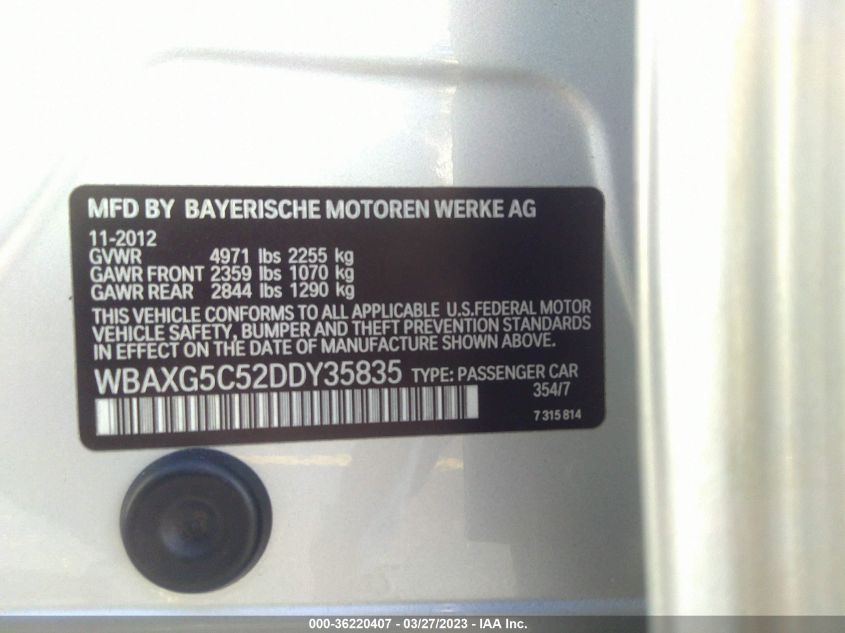 MFD BY BAYERISCHE MOTOREN WERKE AG
11-2012
GVWR 4971 lbs 2255 kg
GAWR FRONT 2359 lbs 1070 kg
GAWR REAR 2844 lbs 1290 kg
THIS VEHICLE CONFORMS TO ALL APPLICABLE U.S.FEDERAL MOTOR
VEHICLE SAFETY, BUMPER AND THEFT PREVENTION STANDARDS
IN EFFECT ON THE DATE OF MANUFACTURE SHOWN ABOVE.
WBAXG5C52DDY35835 TYPE: PASSENGER CAR
354/7
7 315 814
000-36220407 - 03/27/2023 - IAA Inc.